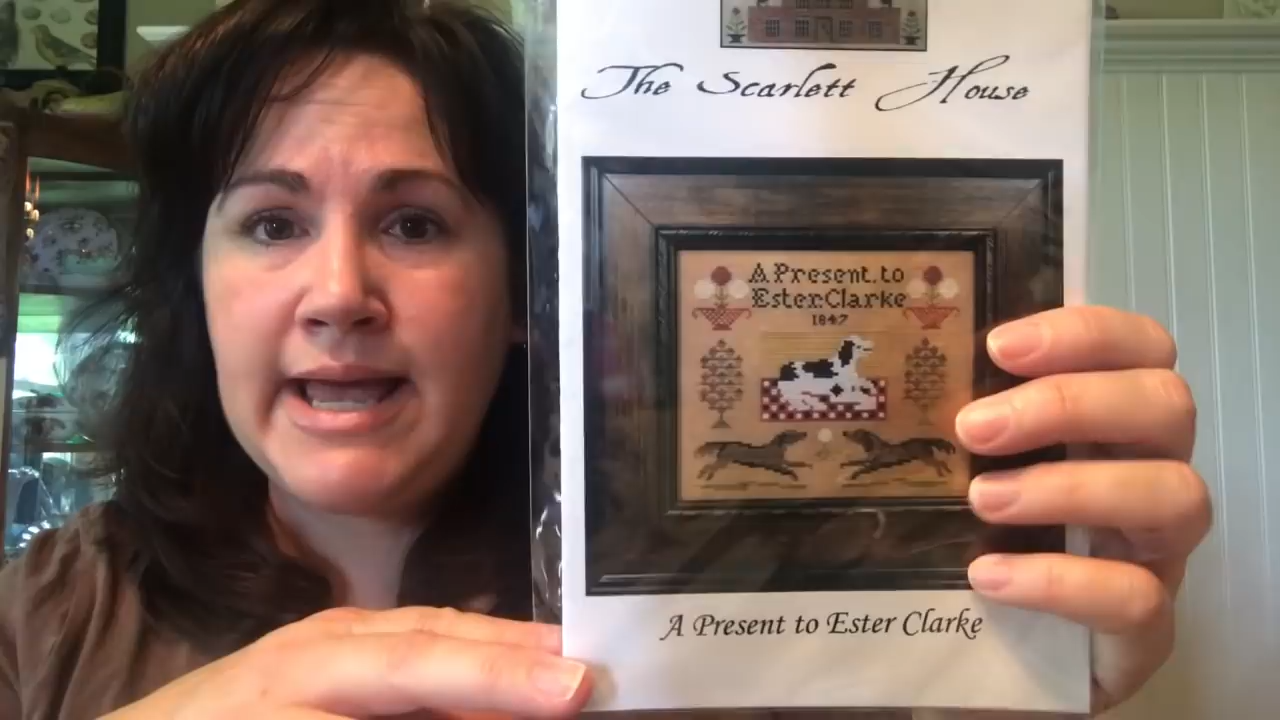 The Scarlett House
A Present to
Ester Clarke
1847
A Present to Ester Clarke